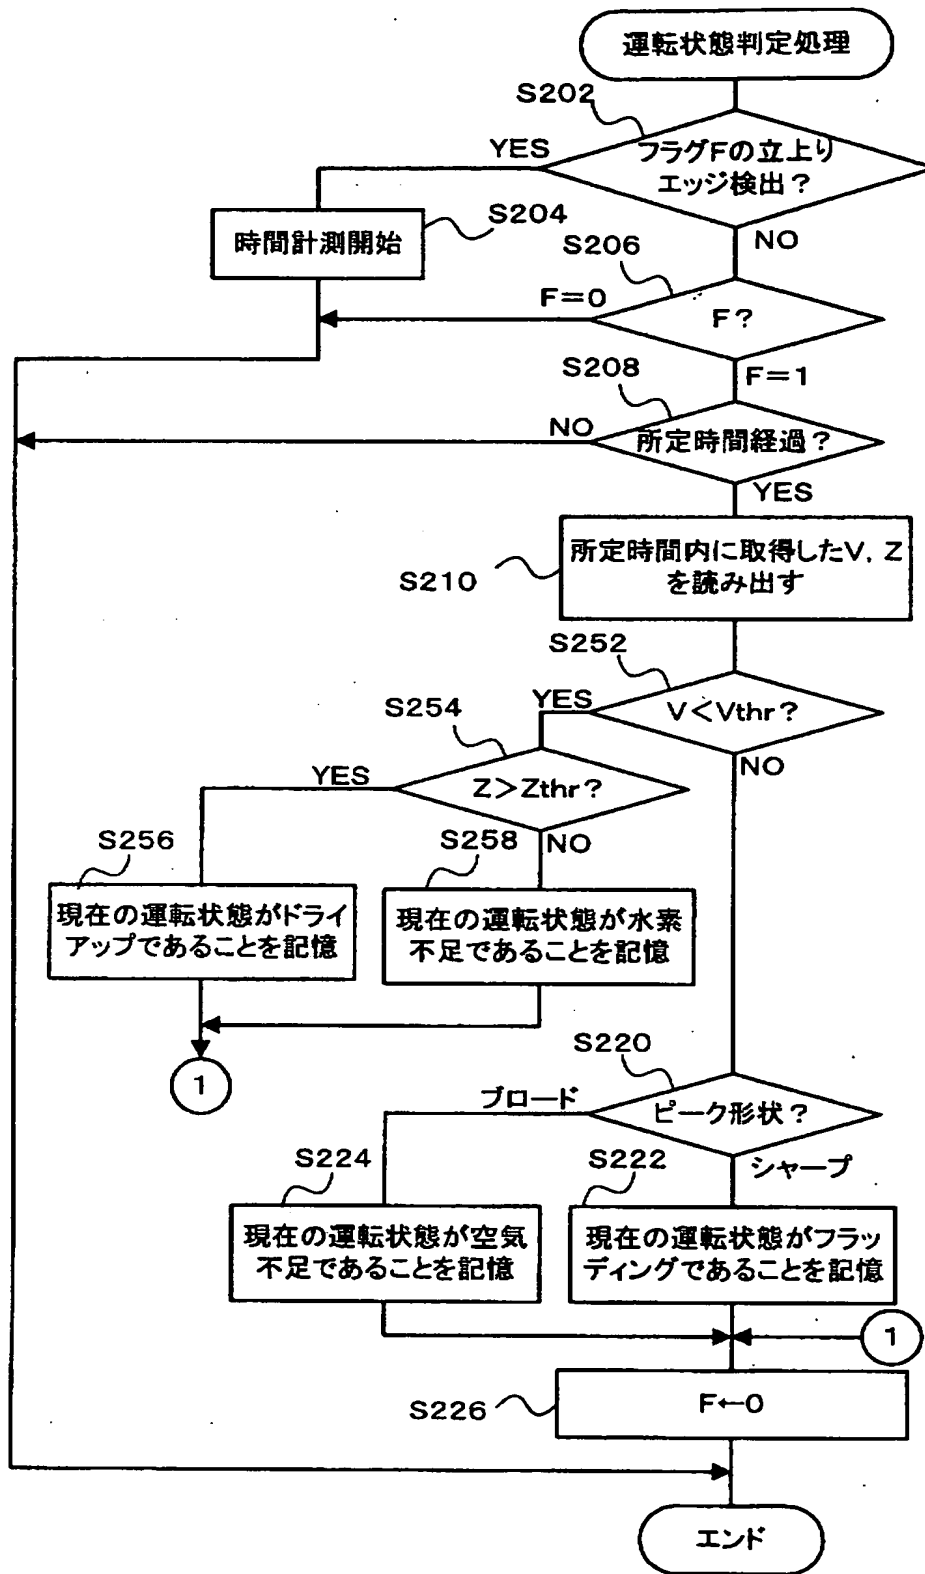 運転状態判定処理
S202
YES
フラグFの立上り
エッジ検出？
S204
時間計測開始
NO
S206
F＝0
F？
F＝1
S208
NO
所定時間経過？
YES
所定時間内に取得したV，Z
を読み出す
S210
S252
YES
V＜Vthr？
S254
NO
YES
Z＞Zthr？
S256
S258
NO
現在の運転状態がドライ
アップであることを記憶
現在の運転状態が水素
不足であることを記憶
1
S220
ブロード
ピーク形状？
シャープ
S224
S222
現在の運転状態が空気
不足であることを記憶
現在の運転状態がフラッ
ディングであることを記憶
1
S226
F←0
エンド